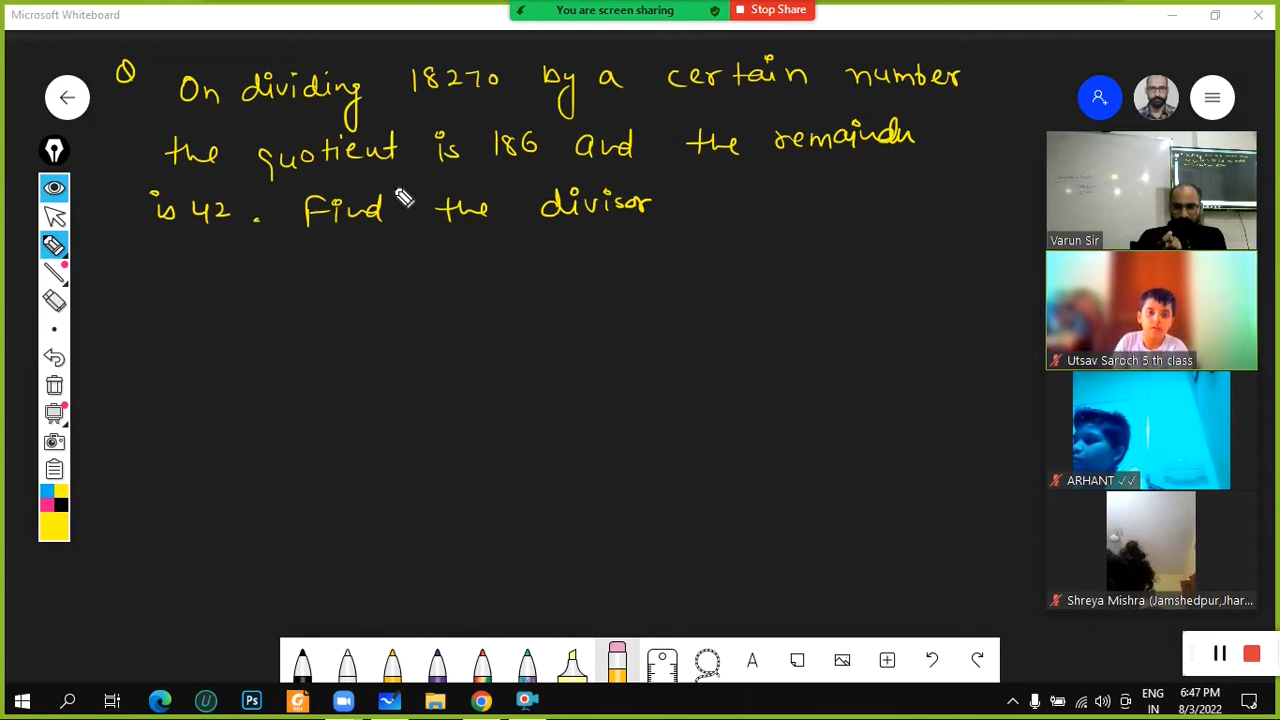 Microsoft Whiteboard
You are screen sharing
Stop Share
Q On dividing 18270 by a certain number
the quotient is 186 and the remainder
is 42. Find the divisor
Varun Sir
Utsav Saroch 5 th class
ARHANT ✓✓
Shreya Mishra (Jamshedpur,Jhar...
ENG
IN
6:47 PM
8/3/2022